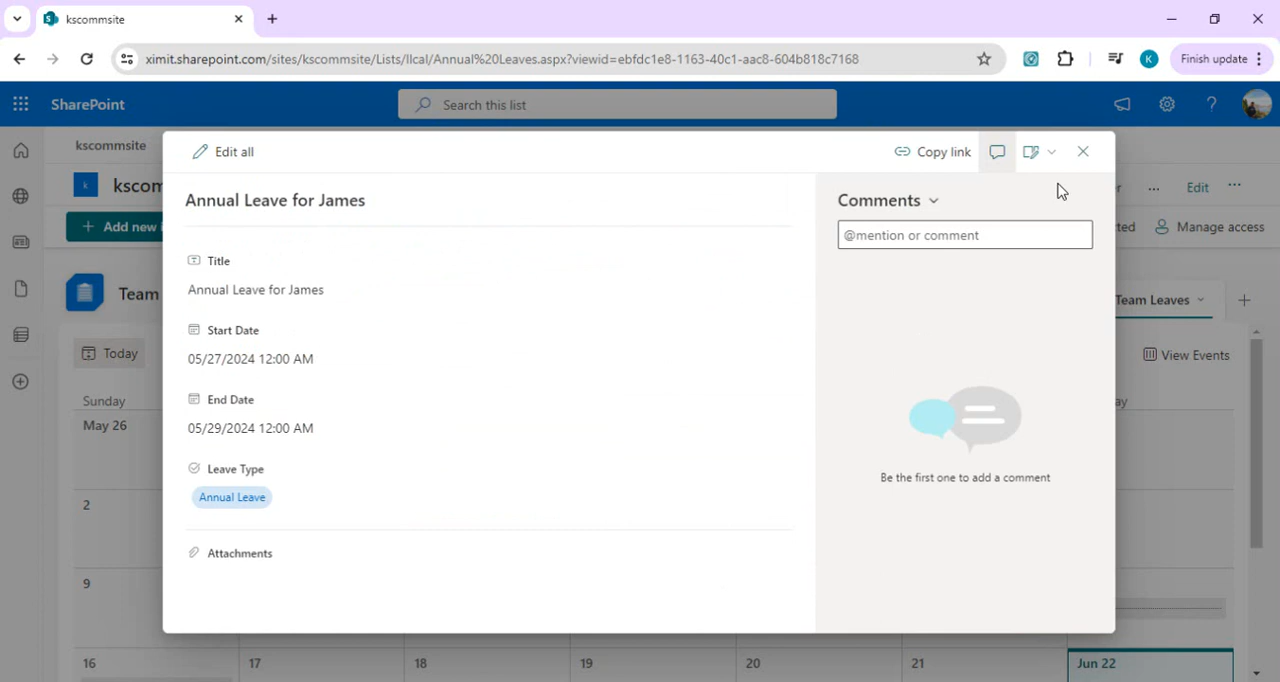 kscommsite
ximit.sharepoint.com/sites/kscommsite/Lists/llcal/Annual%20Leaves.aspx?viewid=ebfdc1e8-1163-40c1-aac8-604b818c7168
K
Finish update
SharePoint
Search this list
?
kscommsite
Edit all
Copy link
k
kscom
Edit
Annual Leave for James
Comments
Add new i
ted
Manage access
@mention or comment
Title
Annual Leave for James
Team
Team Leaves
Start Date
05/27/2024 12:00 AM
Today
View Events
End Date
05/29/2024 12:00 AM
Sunday
ay
May 26
Leave Type
Annual Leave
Be the first one to add a comment
2
Attachments
9
16
17
18
19
20
21
Jun 22